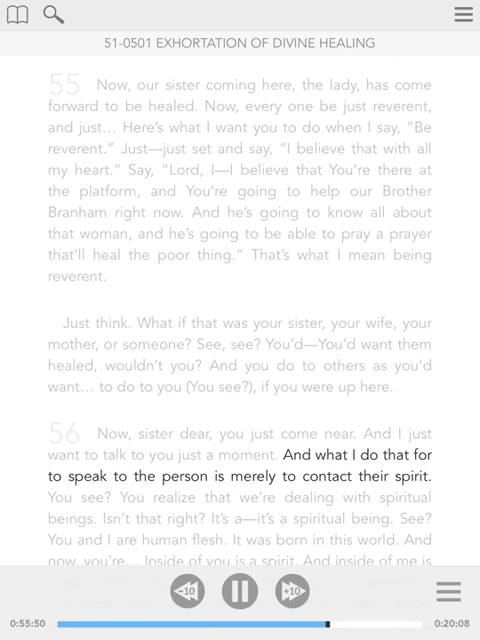 51-0501 EXHORTATION OF DIVINE HEALING
55 Now, our sister coming here, the lady, has come
forward to be healed. Now, every one be just reverent,
and just… Here's what I want you to do when I say, “Be
reverent.” Just—just set and say, “I believe that with all
my heart.” Say, “Lord, I—I believe that You're there at
the platform, and You're going to help our Brother
Branham right now. And he's going to know all about
that woman, and he's going to be able to pray a prayer
that'll heal the poor thing.” That's what I mean being
reverent.
Just think. What if that was your sister, your wife, your
mother, or someone? See, see? You'd—You'd want them
healed, wouldn't you? And you do to others as you'd
want… to do to you (You see?), if you were up here.
56 Now, sister dear, you just come near. And I just
want to talk to you just a moment. And what I do that for
to speak to the person is merely to contact their spirit.
You see? You realize that we're dealing with spiritual
beings. Isn't that right? It's a—it's a spiritual being. See?
You and I are human flesh. It was born in this world. And
now, you're… Inside of you is a spirit. And inside of me is
-10 +10
0:55:50 0:20:08